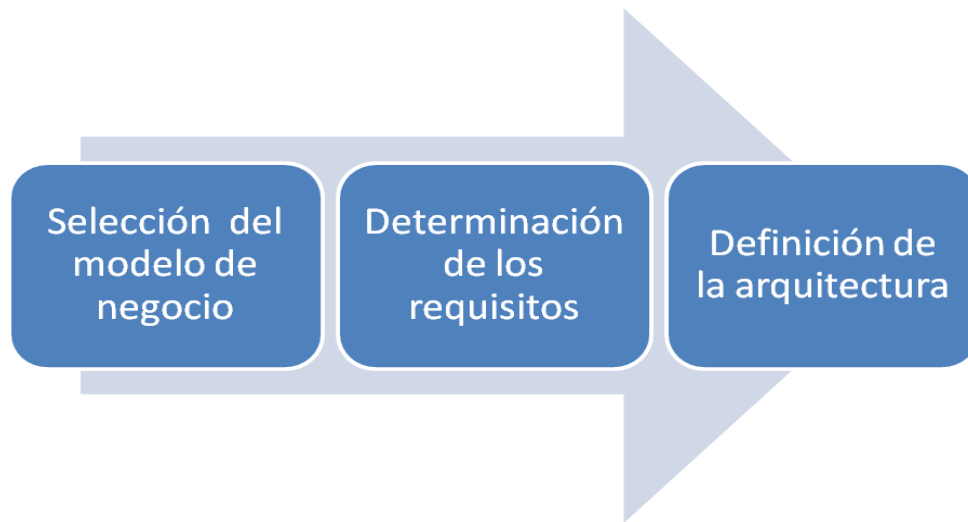 Selección del
modelo de
negocio
Determinación
de los
requisitos
Definición de
la arquitectura